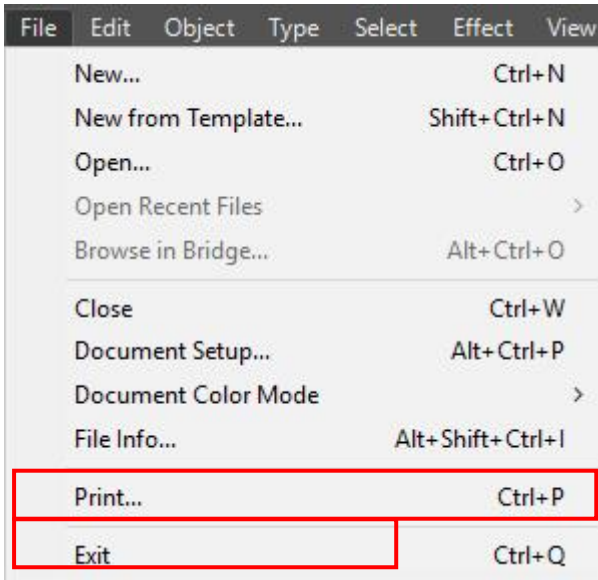 File Edit Object Type Select Effect View
New... Ctrl+N
New from Template... Shift+Ctrl+N
Open... Ctrl+O
Open Recent Files >
Browse in Bridge... Alt+Ctrl+O
Close Ctrl+W
Document Setup... Alt+Ctrl+P
Document Color Mode >
File Info... Alt+Shift+Ctrl+I
Print... Ctrl+P
Exit Ctrl+Q